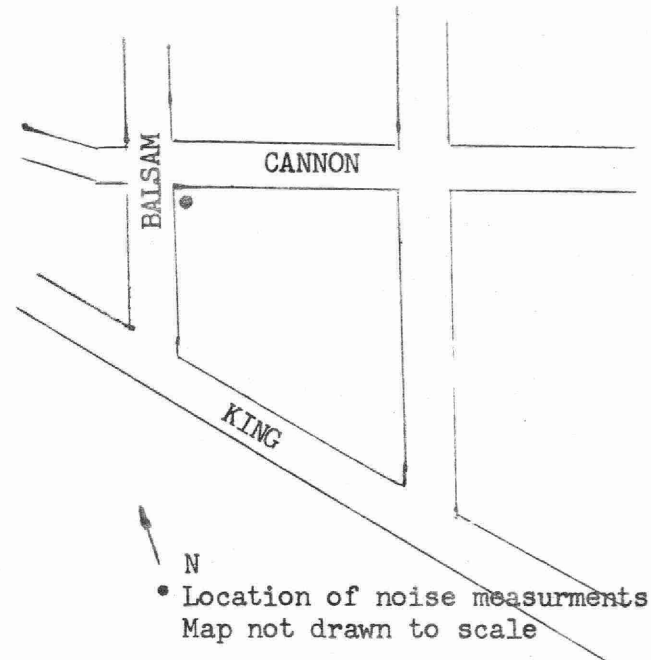 BALSAM
CANNON
KING
N
Location of noise measurments
Map not drawn to scale